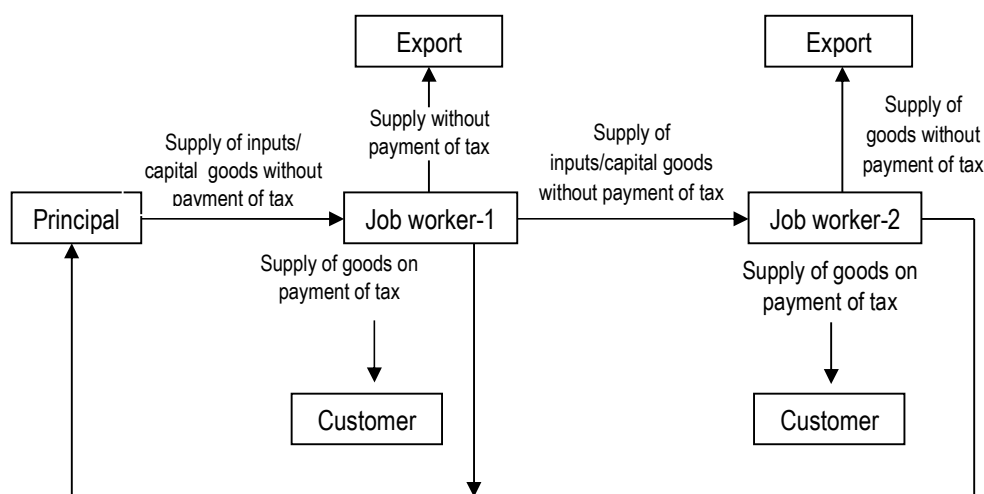 Export
Export
Supply without
payment of tax
Supply of
goods without
payment of tax
Supply of inputs/
capital goods without
payment of tax
Supply of
inputs/capital goods
without payment of tax
Principal
Job worker-1
Job worker-2
Supply of goods on
payment of tax
Supply of goods on
payment of tax
Customer
Customer